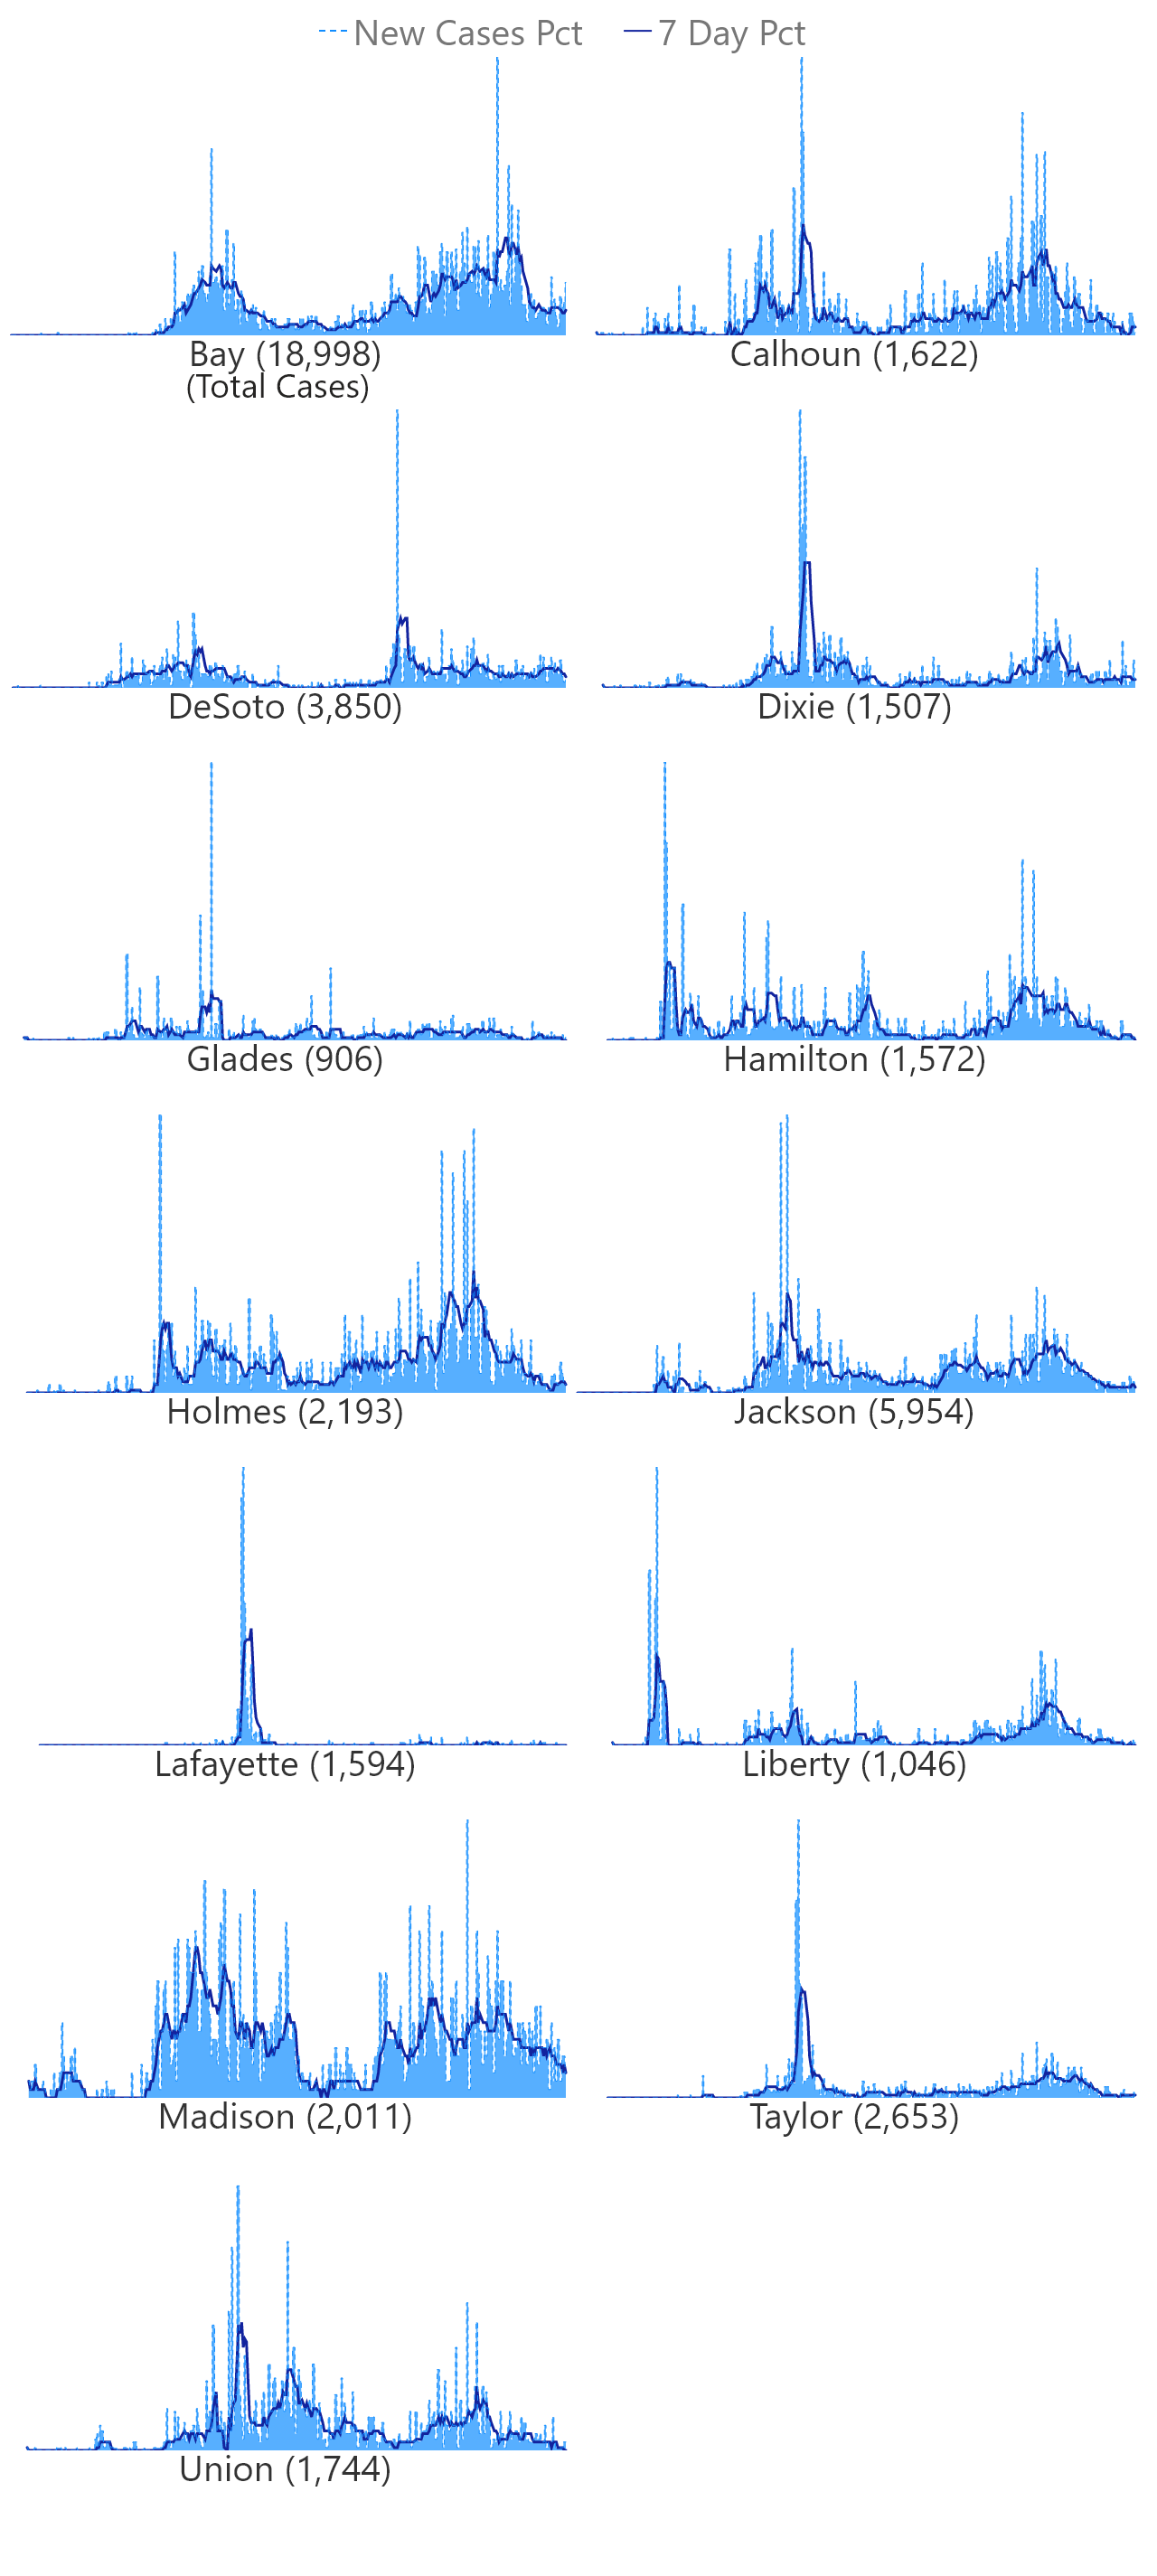 New Cases Pct 7 Day Pct
Bay (18,998) Calhoun (1,622)
(Total Cases)
DeSoto (3,850) Dixie (1,507)
Glades (906) Hamilton (1,572)
Holmes (2,193) Jackson (5,954)
Lafayette (1,594) Liberty (1,046)
Madison (2,011) Taylor (2,653)
Union (1,744)